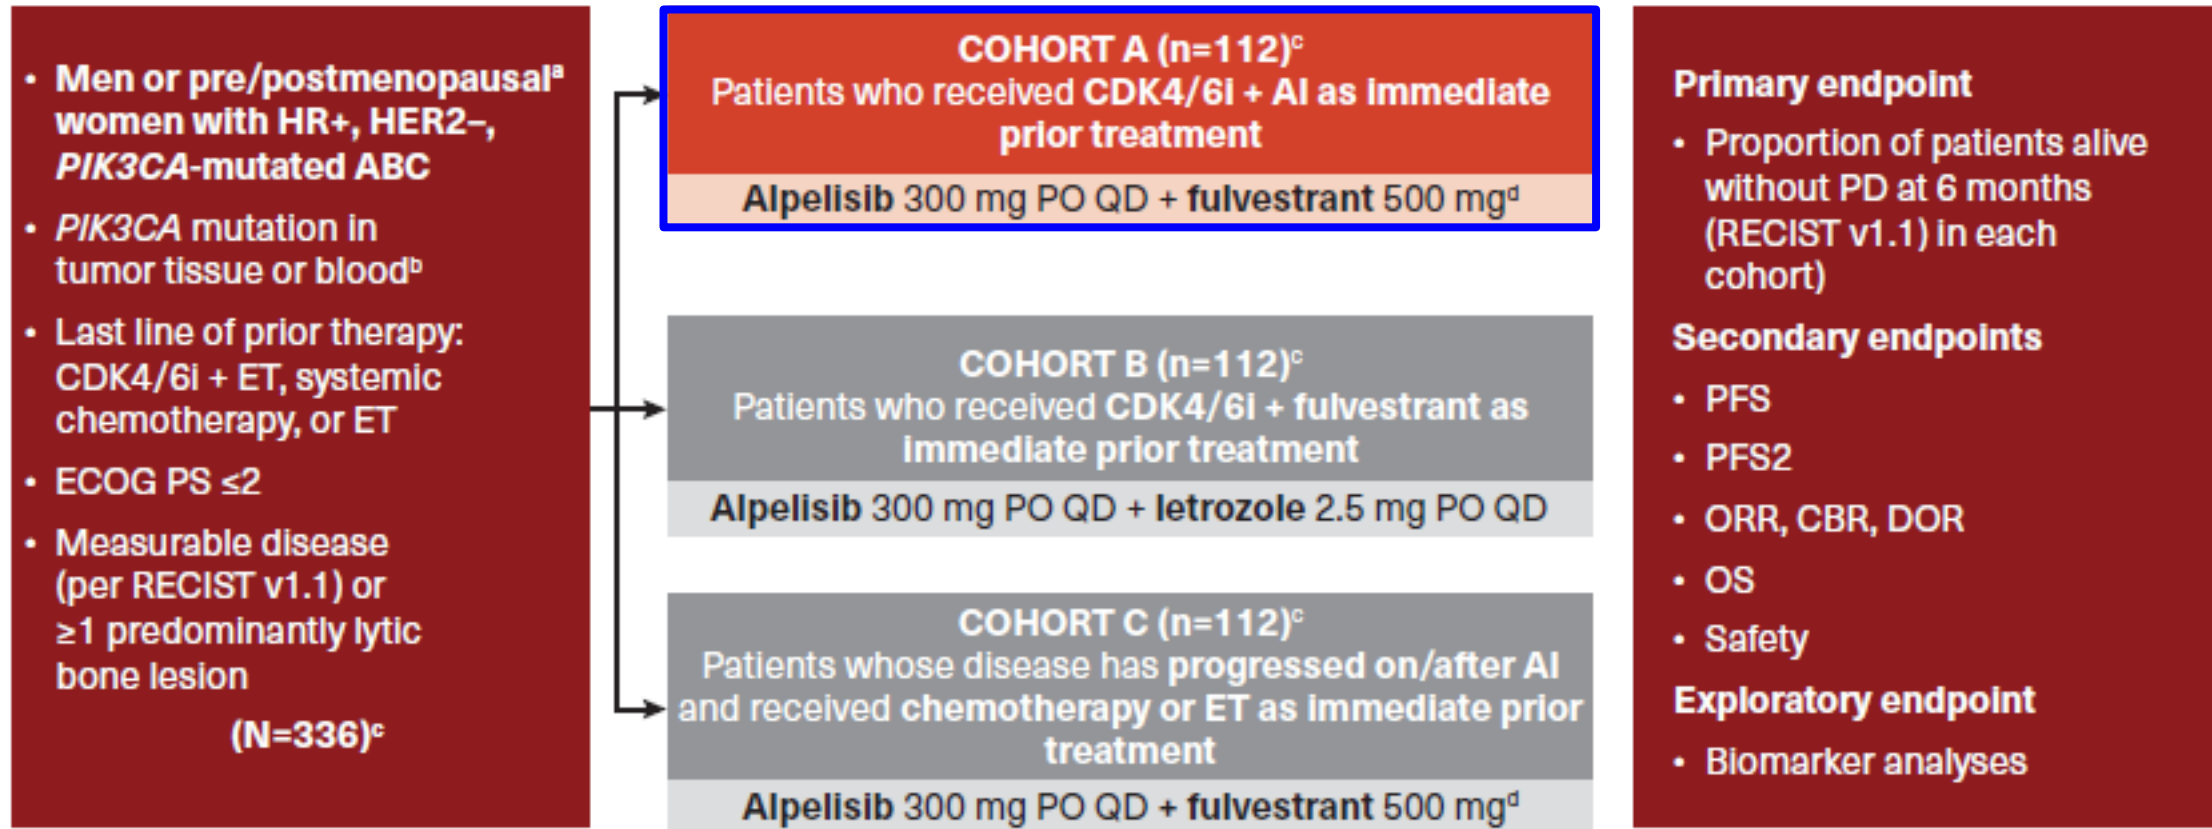 • Men or pre/postmenopausalª
women with HR+, HER2–,
PIK3CA-mutated ABC
• PIK3CA mutation in
tumor tissue or bloodᵇ
• Last line of prior therapy:
CDK4/6i + ET, systemic
chemotherapy, or ET
• ECOG PS ≤2
• Measurable disease
(per RECIST v1.1) or
≥1 predominantly lytic
bone lesion
(N=336)ᶜ
COHORT A (n=112)ᶜ
Patients who received CDK4/6i + AI as immediate
prior treatment
Alpelisib 300 mg PO QD + fulvestrant 500 mgᵈ
COHORT B (n=112)ᶜ
Patients who received CDK4/6i + fulvestrant as
immediate prior treatment
Alpelisib 300 mg PO QD + letrozole 2.5 mg PO QD
COHORT C (n=112)ᶜ
Patients whose disease has progressed on/after AI
and received chemotherapy or ET as immediate prior
treatment
Alpelisib 300 mg PO QD + fulvestrant 500 mgᵈ
Primary endpoint
• Proportion of patients alive
without PD at 6 months
(RECIST v1.1) in each
cohort)
Secondary endpoints
• PFS
• PFS2
• ORR, CBR, DOR
• OS
• Safety
Exploratory endpoint
• Biomarker analyses